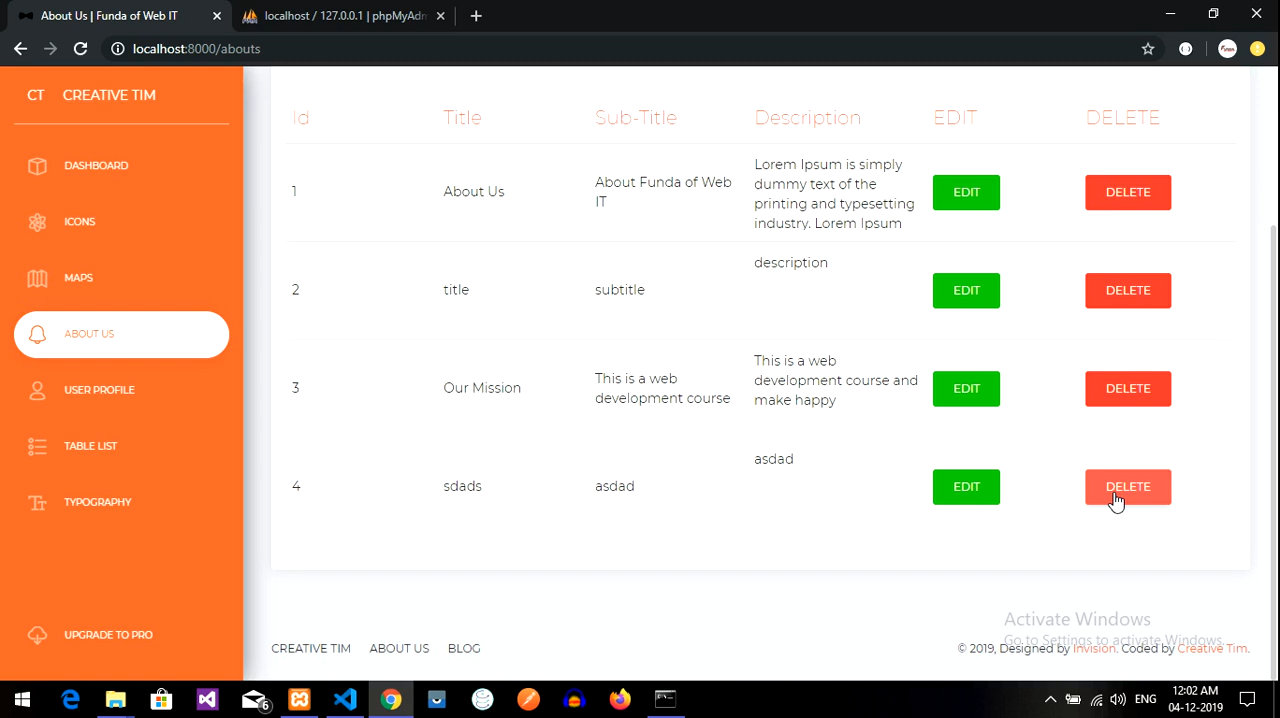 About Us | Funda of Web IT
localhost / 127.0.0.1 | phpMyAdm
localhost:8000/abouts
CT CREATIVE TIM
DASHBOARD
ICONS
MAPS
ABOUT US
USER PROFILE
TABLE LIST
TYPOGRAPHY
UPGRADE TO PRO
Id Title Sub-Title Description EDIT DELETE
1 About Us
About Funda of Web
IT
Lorem Ipsum is simply
dummy text of the
printing and typesetting
industry. Lorem Ipsum
EDIT DELETE
2 title subtitle
description
EDIT DELETE
3 Our Mission
This is a web
development course
This is a web
development course and
make happy
EDIT DELETE
4 sdads asdad
asdad
EDIT DELETE
Activate Windows
Go to Settings to activate Windows.
CREATIVE TIM ABOUT US BLOG
© 2019, Designed by Invision. Coded by Creative Tim.
6
ENG
12:02 AM
04-12-2019